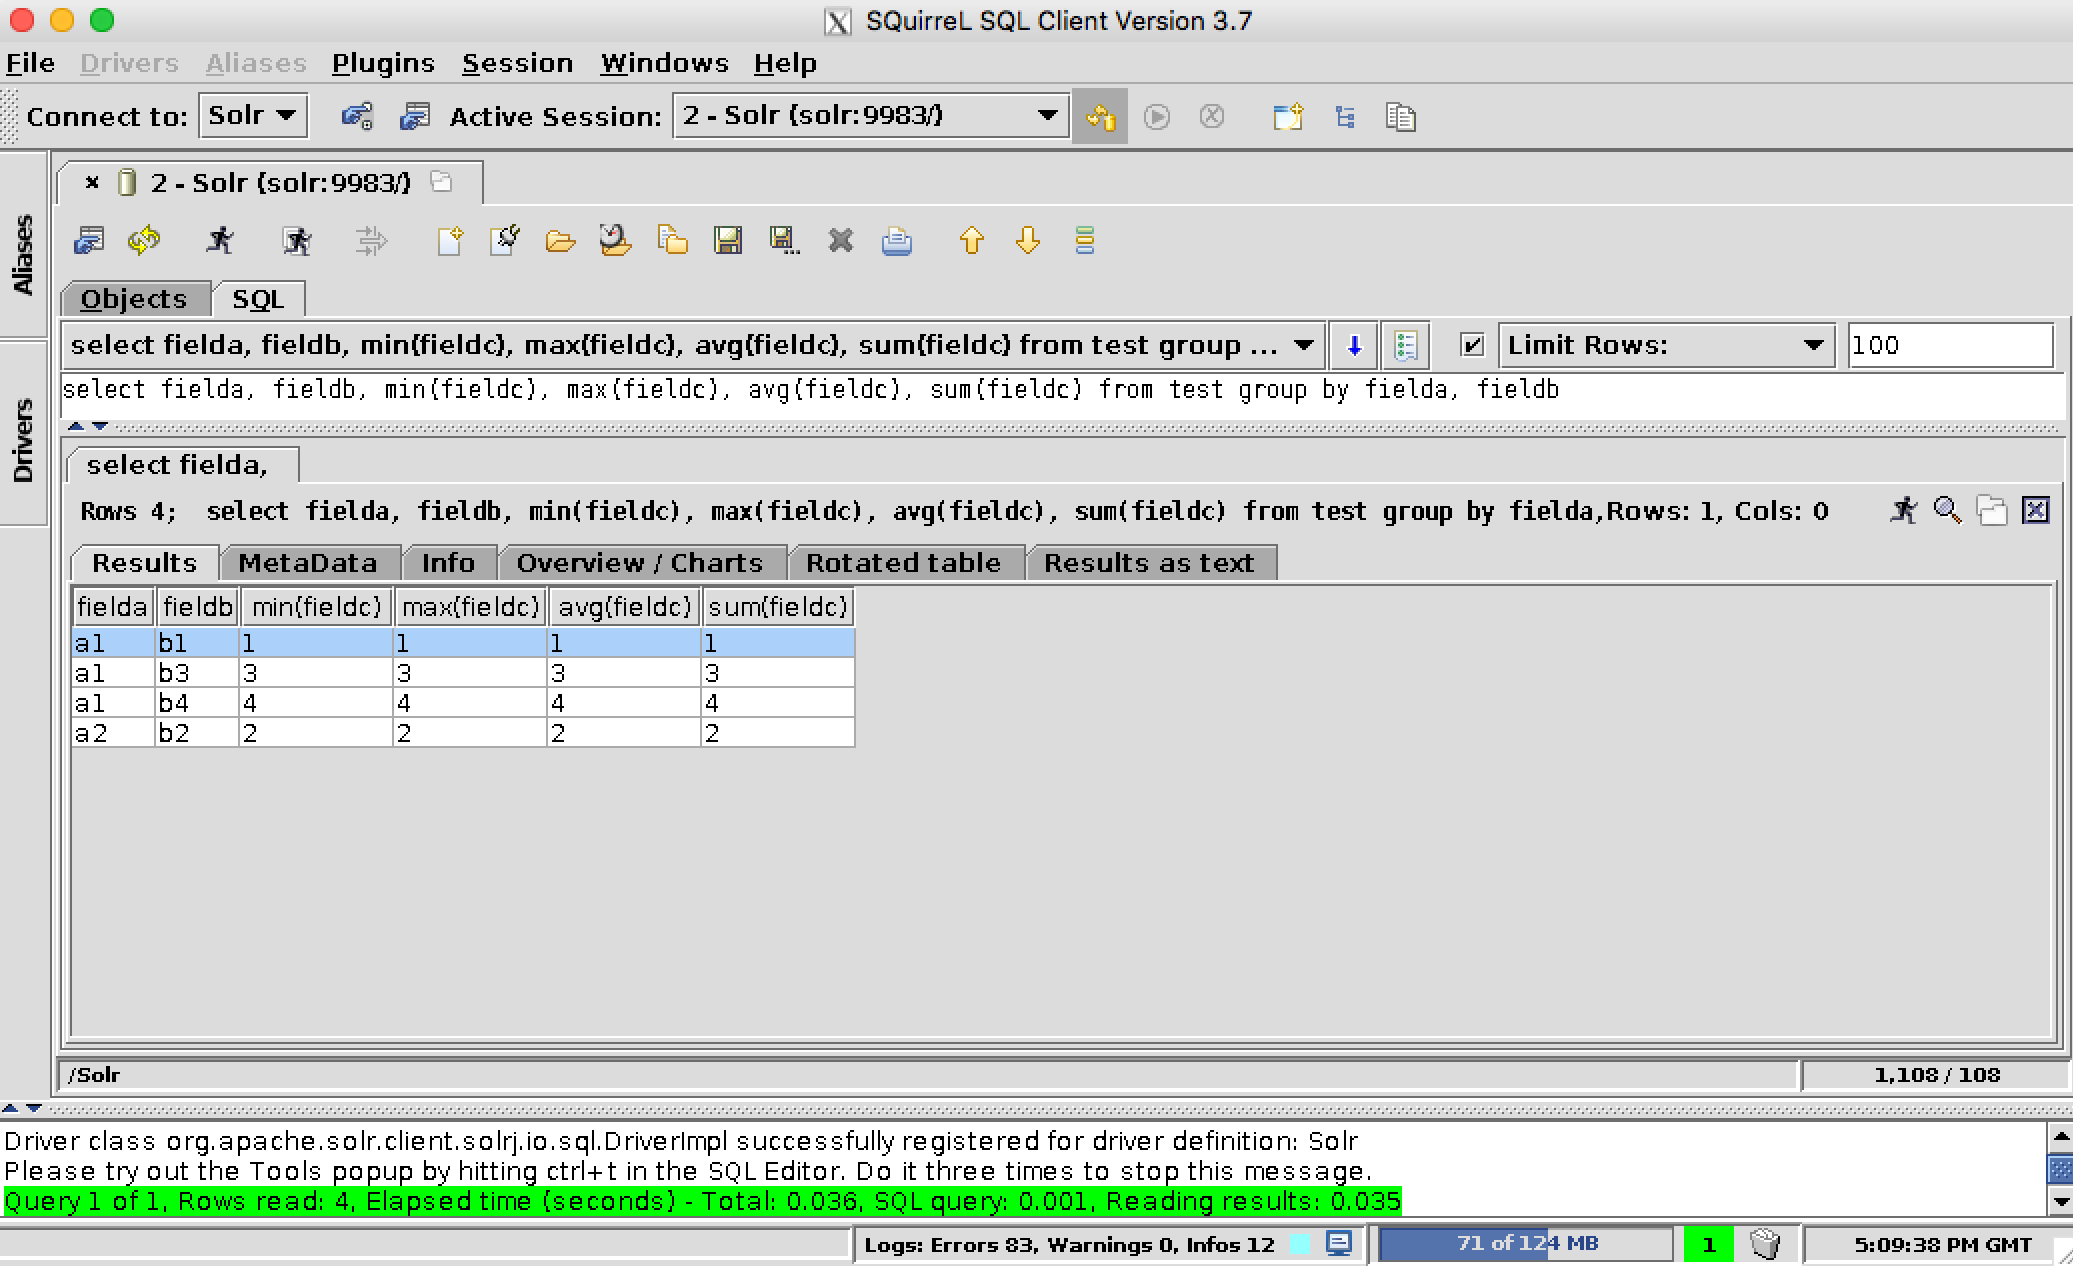 SQuirreL SQL Client Version 3.7
File Drivers Aliases Plugins Session Windows Help
Connect to: Solr Active Session: 2 - Solr (solr:9983/)
2 - Solr (solr:9983/)
Aliases
Drivers
Objects SQL
select fielda, fieldb, min(fieldc), max(fieldc), avg(fieldc), sum(fieldc) from test group ... Limit Rows: 100
select fielda, fieldb, min(fieldc), max(fieldc), avg(fieldc), sum(fieldc) from test group by fielda, fieldb
select fielda,
Rows 4; select fielda, fieldb, min(fieldc), max(fieldc), avg(fieldc), sum(fieldc) from test group by fielda,Rows: 1, Cols: 0
Results MetaData Info Overview / Charts Rotated table Results as text
fielda fieldb min(fieldc) max(fieldc) avg(fieldc) sum(fieldc)
a1 b1 1 1 1 1
a1 b3 3 3 3 3
a1 b4 4 4 4 4
a2 b2 2 2 2 2
/Solr 1,108 / 108
Driver class org.apache.solr.client.solrj.io.sql.DriverImpl successfully registered for driver definition: Solr
Please try out the Tools popup by hitting ctrl+t in the SQL Editor. Do it three times to stop this message.
Query 1 of 1, Rows read: 4, Elapsed time (seconds) - Total: 0.036, SQL query: 0.001, Reading results: 0.035
Logs: Errors 83, Warnings 0, Infos 12 71 of 124 MB 1 5:09:38 PM GMT